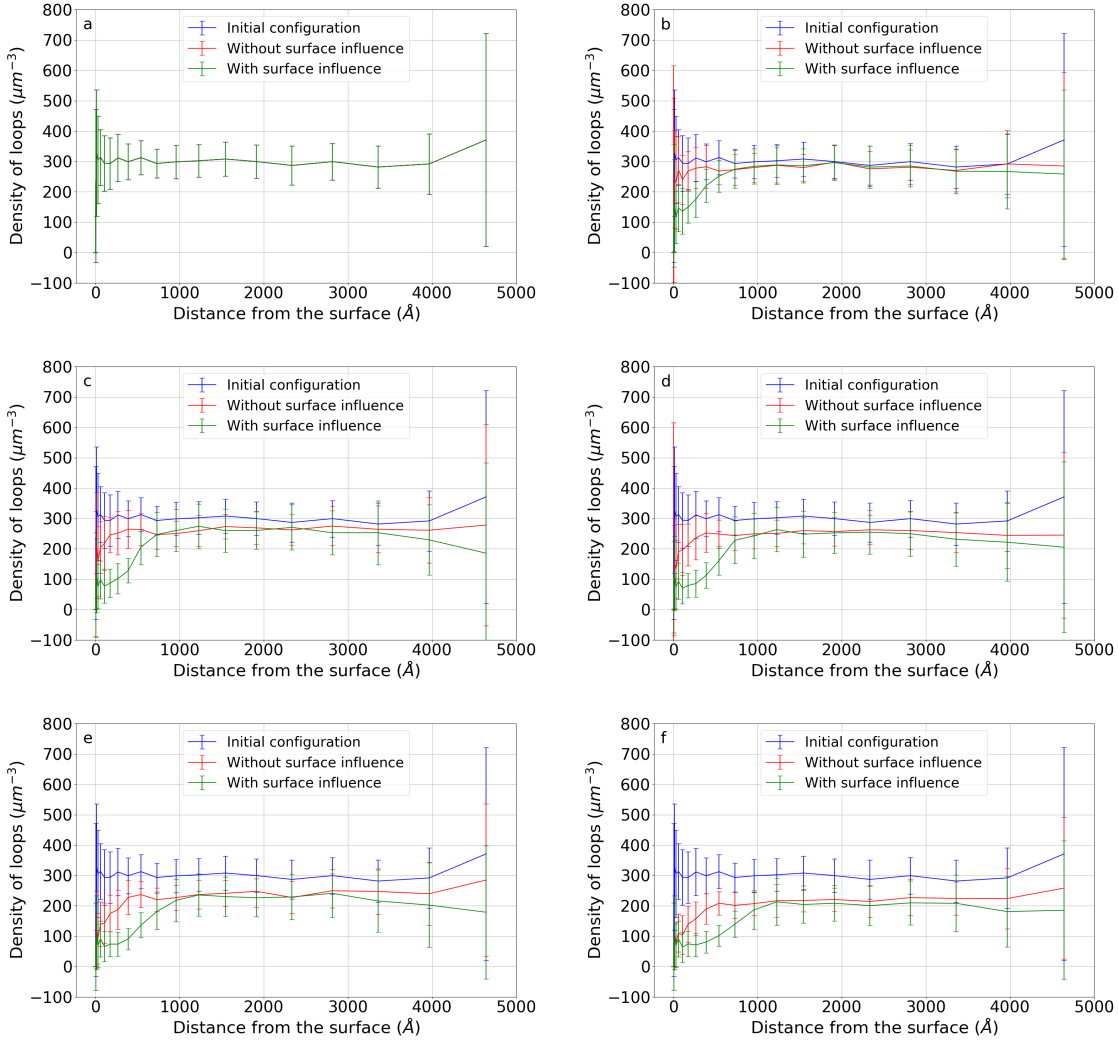 a
Initial configuration
Without surface influence
With surface influence
Density of loops (μm⁻³)
800
700
600
500
400
300
200
100
0
−100
0 1000 2000 3000 4000 5000
Distance from the surface (Å)
b
Initial configuration
Without surface influence
With surface influence
Density of loops (μm⁻³)
800
700
600
500
400
300
200
100
0
−100
0 1000 2000 3000 4000 5000
Distance from the surface (Å)
c
Initial configuration
Without surface influence
With surface influence
Density of loops (μm⁻³)
800
700
600
500
400
300
200
100
0
−100
0 1000 2000 3000 4000 5000
Distance from the surface (Å)
d
Initial configuration
Without surface influence
With surface influence
Density of loops (μm⁻³)
800
700
600
500
400
300
200
100
0
−100
0 1000 2000 3000 4000 5000
Distance from the surface (Å)
e
Initial configuration
Without surface influence
With surface influence
Density of loops (μm⁻³)
800
700
600
500
400
300
200
100
0
−100
0 1000 2000 3000 4000 5000
Distance from the surface (Å)
f
Initial configuration
Without surface influence
With surface influence
Density of loops (μm⁻³)
800
700
600
500
400
300
200
100
0
−100
0 1000 2000 3000 4000 5000
Distance from the surface (Å)